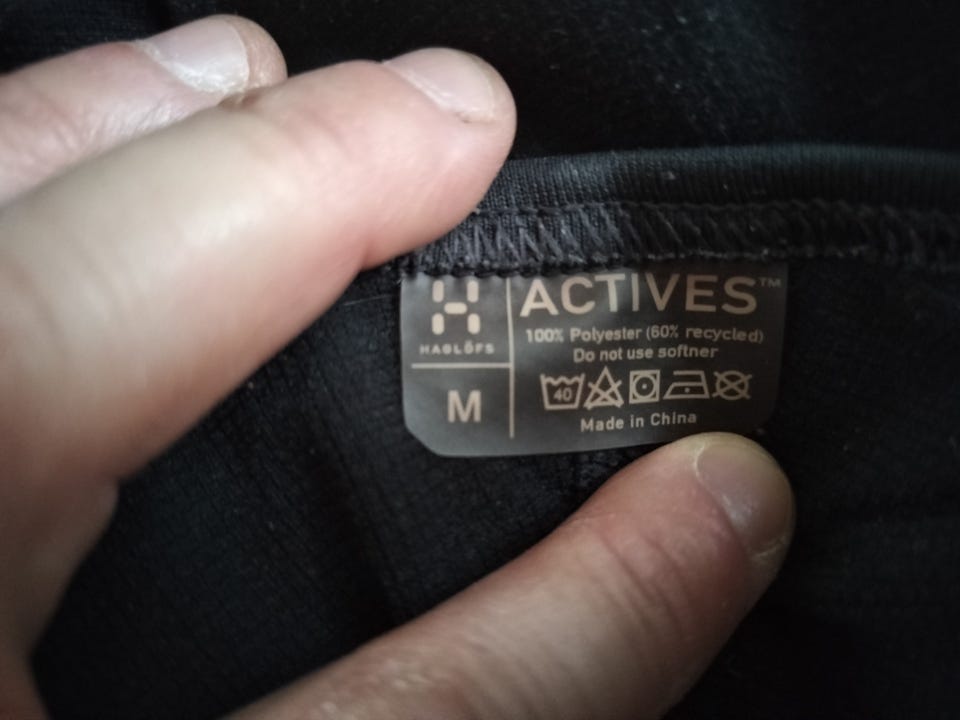 HAGLÖFS
M
ACTIVES™
100% Polyester (60% recycled)
Do not use softner
40
Made in China